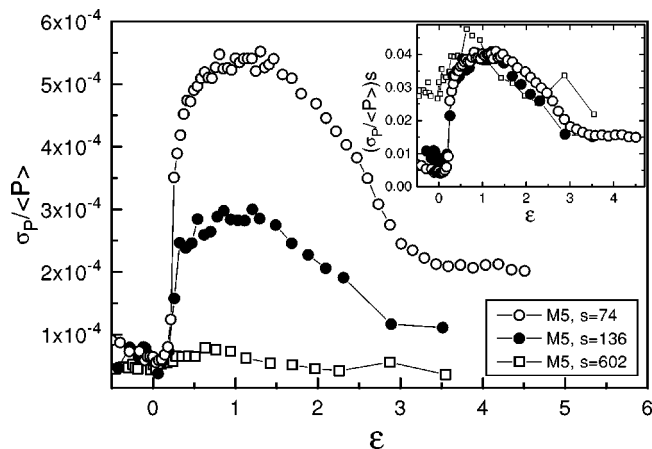 6x10⁻⁴
5x10⁻⁴
4x10⁻⁴
3x10⁻⁴
2x10⁻⁴
1x10⁻⁴
σₚ/<P>
0 1 2 3 4 5 6
ε
0.04
0.03
0.02
0.01
0.00
(σₚ/<P>)s
0 1 2 3 4
ε
M5, s=74
M5, s=136
M5, s=602